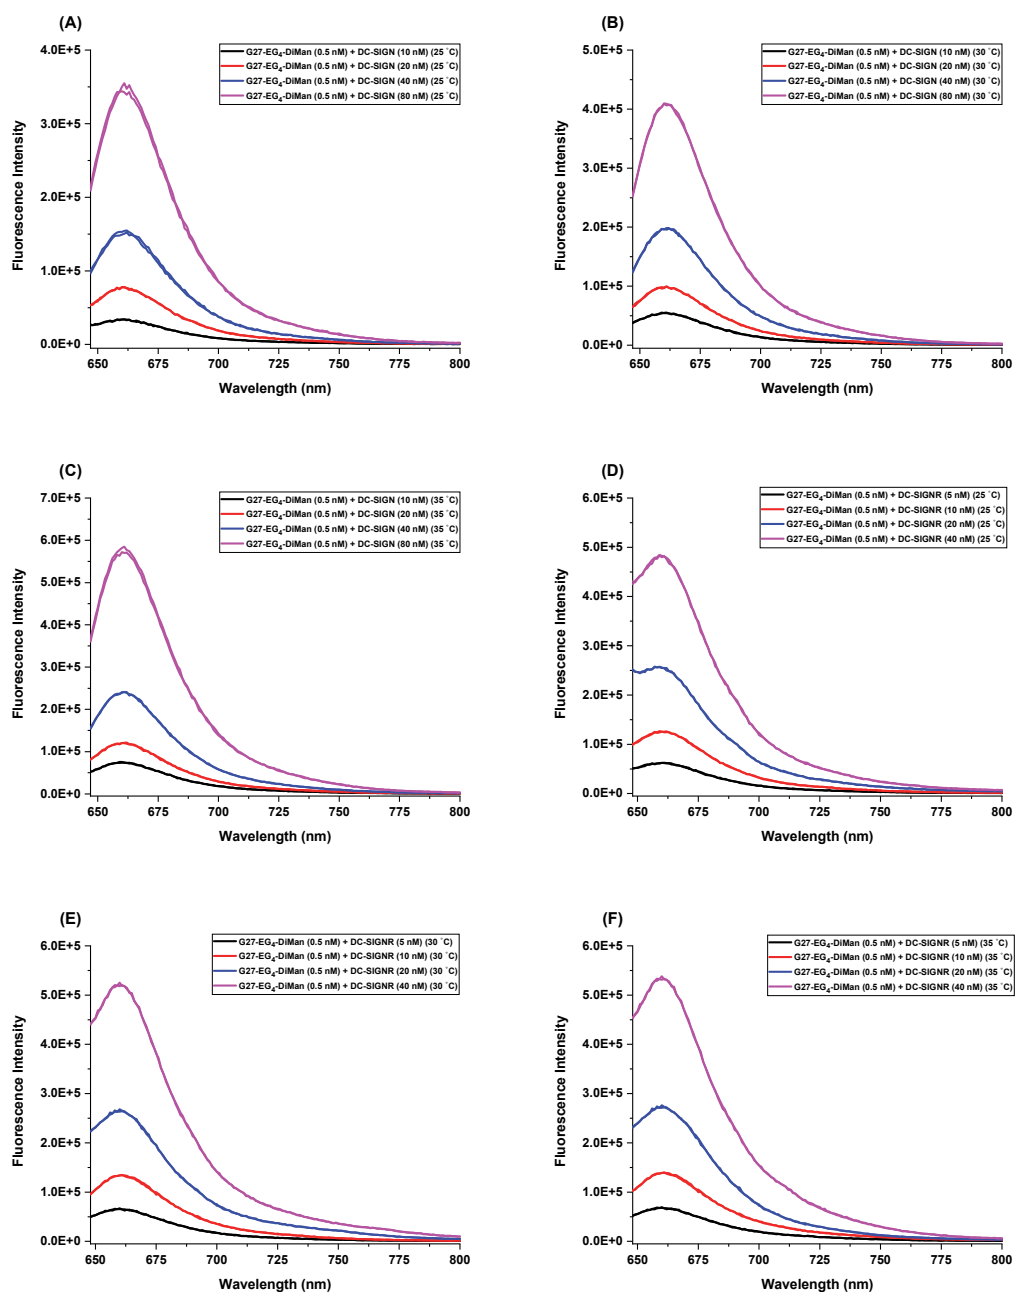 (A)
G27-EG4-DiMan (0.5 nM) + DC-SIGN (10 nM) (25 ˚C)
G27-EG4-DiMan (0.5 nM) + DC-SIGN (20 nM) (25 ˚C)
G27-EG4-DiMan (0.5 nM) + DC-SIGN (40 nM) (25 ˚C)
G27-EG4-DiMan (0.5 nM) + DC-SIGN (80 nM) (25 ˚C)
4.0E+5
3.0E+5
2.0E+5
1.0E+5
0.0E+0
Fluorescence Intensity
650 675 700 725 750 775 800
Wavelength (nm)
(B)
G27-EG4-DiMan (0.5 nM) + DC-SIGN (10 nM) (30 ˚C)
G27-EG4-DiMan (0.5 nM) + DC-SIGN (20 nM) (30 ˚C)
G27-EG4-DiMan (0.5 nM) + DC-SIGN (40 nM) (30 ˚C)
G27-EG4-DiMan (0.5 nM) + DC-SIGN (80 nM) (30 ˚C)
5.0E+5
4.0E+5
3.0E+5
2.0E+5
1.0E+5
0.0E+0
Fluorescence Intensity
650 675 700 725 750 775 800
Wavelength (nm)
(C)
G27-EG4-DiMan (0.5 nM) + DC-SIGN (10 nM) (35 ˚C)
G27-EG4-DiMan (0.5 nM) + DC-SIGN (20 nM) (35 ˚C)
G27-EG4-DiMan (0.5 nM) + DC-SIGN (40 nM) (35 ˚C)
G27-EG4-DiMan (0.5 nM) + DC-SIGN (80 nM) (35 ˚C)
7.0E+5
6.0E+5
5.0E+5
4.0E+5
3.0E+5
2.0E+5
1.0E+5
0.0E+0
Fluorescence Intensity
650 675 700 725 750 775 800
Wavelength (nm)
(D)
G27-EG4-DiMan (0.5 nM) + DC-SIGNR (5 nM) (25 ˚C)
G27-EG4-DiMan (0.5 nM) + DC-SIGNR (10 nM) (25 ˚C)
G27-EG4-DiMan (0.5 nM) + DC-SIGNR (20 nM) (25 ˚C)
G27-EG4-DiMan (0.5 nM) + DC-SIGNR (40 nM) (25 ˚C)
6.0E+5
5.0E+5
4.0E+5
3.0E+5
2.0E+5
1.0E+5
0.0E+0
Fluorescence Intensity
650 675 700 725 750 775 800
Wavelength (nm)
(E)
G27-EG4-DiMan (0.5 nM) + DC-SIGNR (5 nM) (30 ˚C)
G27-EG4-DiMan (0.5 nM) + DC-SIGNR (10 nM) (30 ˚C)
G27-EG4-DiMan (0.5 nM) + DC-SIGNR (20 nM) (30 ˚C)
G27-EG4-DiMan (0.5 nM) + DC-SIGNR (40 nM) (30 ˚C)
6.0E+5
5.0E+5
4.0E+5
3.0E+5
2.0E+5
1.0E+5
0.0E+0
Fluorescence Intensity
650 675 700 725 750 775 800
Wavelength (nm)
(F)
G27-EG4-DiMan (0.5 nM) + DC-SIGNR (5 nM) (35 ˚C)
G27-EG4-DiMan (0.5 nM) + DC-SIGNR (10 nM) (35 ˚C)
G27-EG4-DiMan (0.5 nM) + DC-SIGNR (20 nM) (35 ˚C)
G27-EG4-DiMan (0.5 nM) + DC-SIGNR (40 nM) (35 ˚C)
6.0E+5
5.0E+5
4.0E+5
3.0E+5
2.0E+5
1.0E+5
0.0E+0
Fluorescence Intensity
650 675 700 725 750 775 800
Wavelength (nm)